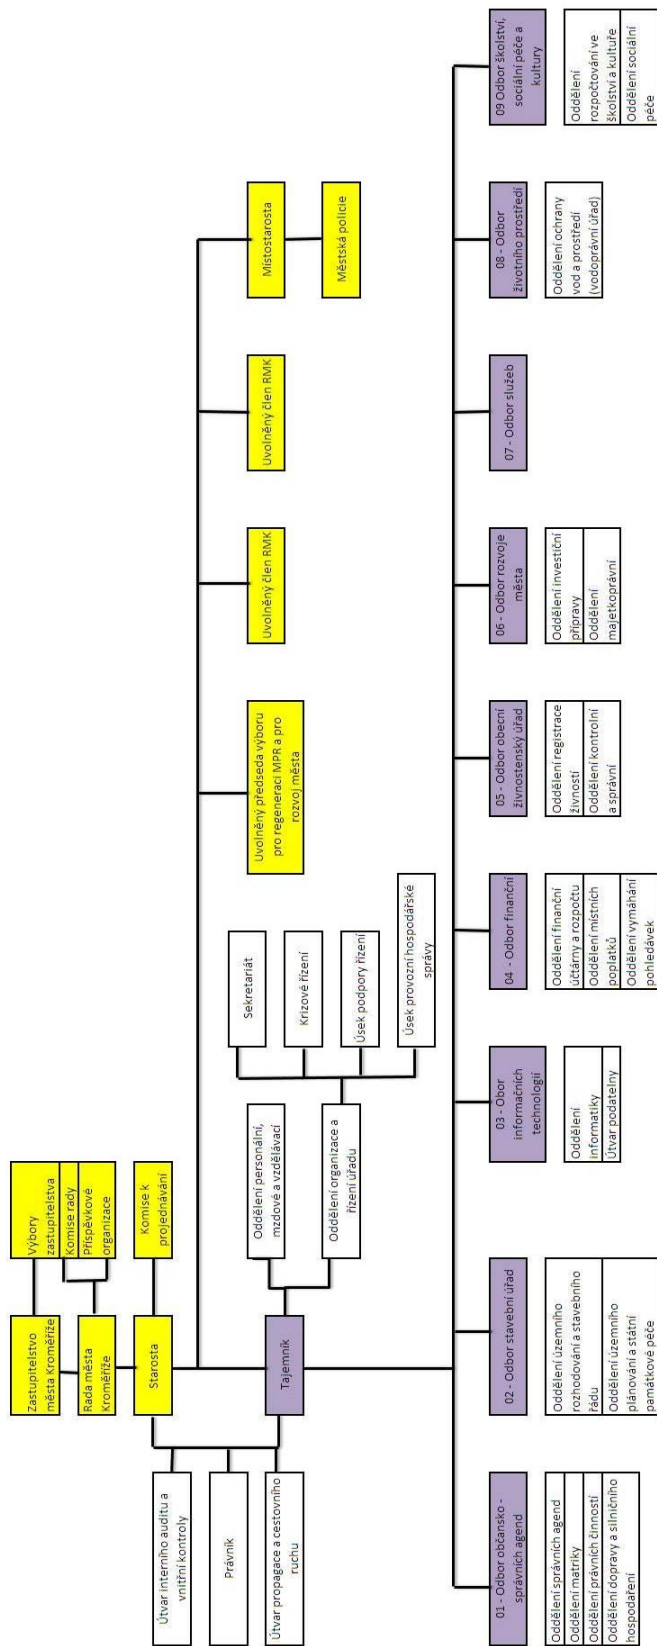 Zastupitelstvo
města Kroměříže
Výbory
zastupitelstva
Komise rady
Příspěvkové
organizace
Rada města
Kroměříže
Starosta
Komise k
projednávání
Útvar interního auditu a
vnitřní kontroly
Právník
Útvar propagace a cestovního
ruchu
Tajemník
Oddělení personální,
mzdové a vzdělávací
Oddělení organizace a
řízení úřadu
Sekretariát
Krizové řízení
Úsek podpory řízení
Úsek provozní hospodářské
správy
Uvolněný předseda výboru
pro regeneraci MPR a pro
rozvoj města
Uvolněný člen RMK
Uvolněný člen RMK
Místostarosta
Městská policie
01 - Odbor občansko -
správních agend
Oddělení správních agend
Oddělení matriky
Oddělení právních činností
Oddělení dopravy a silničního
hospodaření
02 - Odbor stavební úřad
Oddělení územního
rozhodování a stavebního
řádu
Oddělení územního
plánování a státní
památkové péče
03 - Obor
informačních
technologií
Oddělení
informatiky
Útvar podatelny
04 - Odbor finanční
Oddělení finanční
účtárny a rozpočtu
Oddělení místních
poplatků
Oddělení vymáhání
pohledávek
05 - Odbor obecní
živnostenský úřad
Oddělení registrace
živností
Oddělení kontrolní
a správní
06 - Odbor rozvoje
města
Oddělení investiční
přípravy
Oddělení
majetkoprávní
07 - Odbor služeb
08 - Odbor
životního prostředí
Oddělení ochrany
vod a prostředí
(vodoprávní úřad)
09 Odbor školství,
sociální péče a
kultury
Oddělení
rozpočtování ve
školství a kultuře
Oddělení sociální
péče